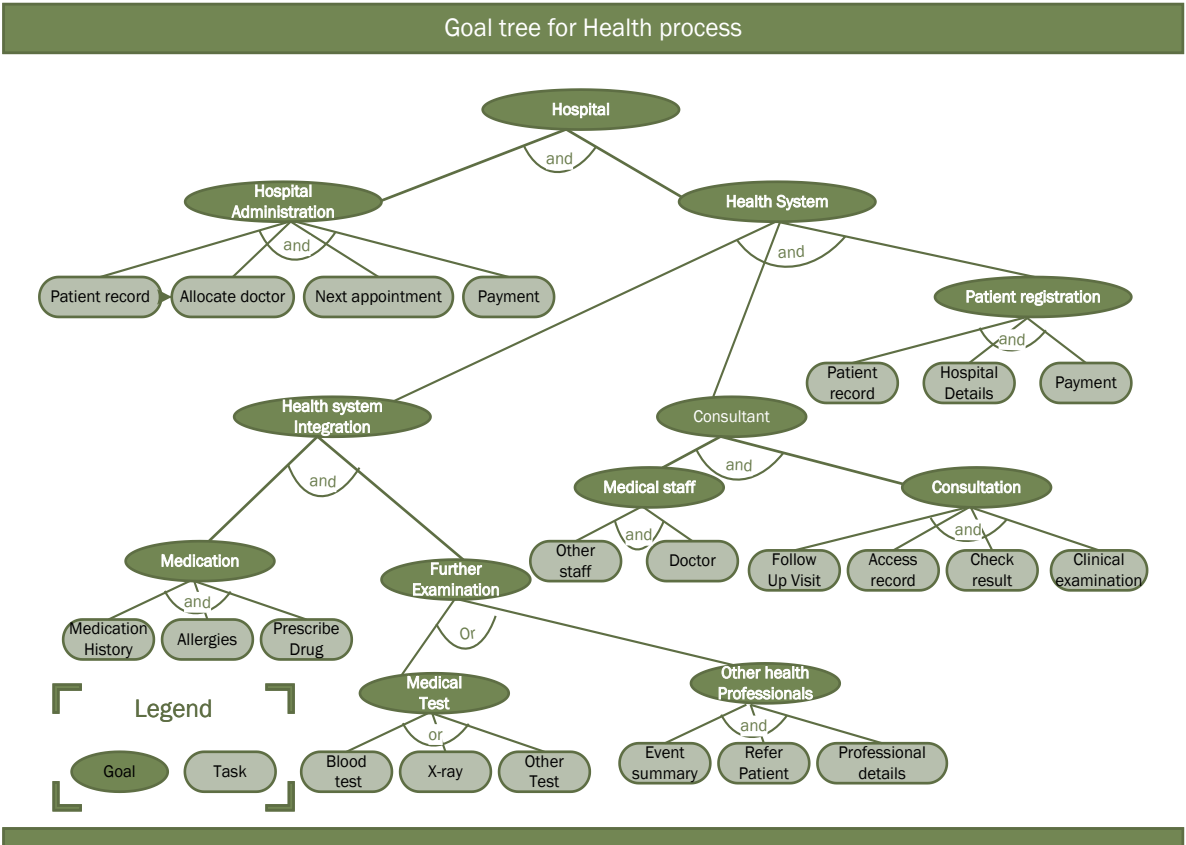 Goal tree for Health process
Hospital
and
Hospital
Administration
Health System
and
and
Patient record
Allocate doctor
Next appointment
Payment
Patient registration
and
Patient
record
Hospital
Details
Payment
Health system
Integration
Consultant
and
and
Medical staff
Consultation
and
and
Other
staff
Doctor
Follow
Up Visit
Access
record
Check
result
Clinical
examination
Medication
Further
Examination
and
Or
Medication
History
Allergies
Prescribe
Drug
Medical
Test
Other health
Professionals
or
and
Blood
test
X-ray
Other
Test
Event
summary
Refer
Patient
Professional
details
Legend
Goal
Task